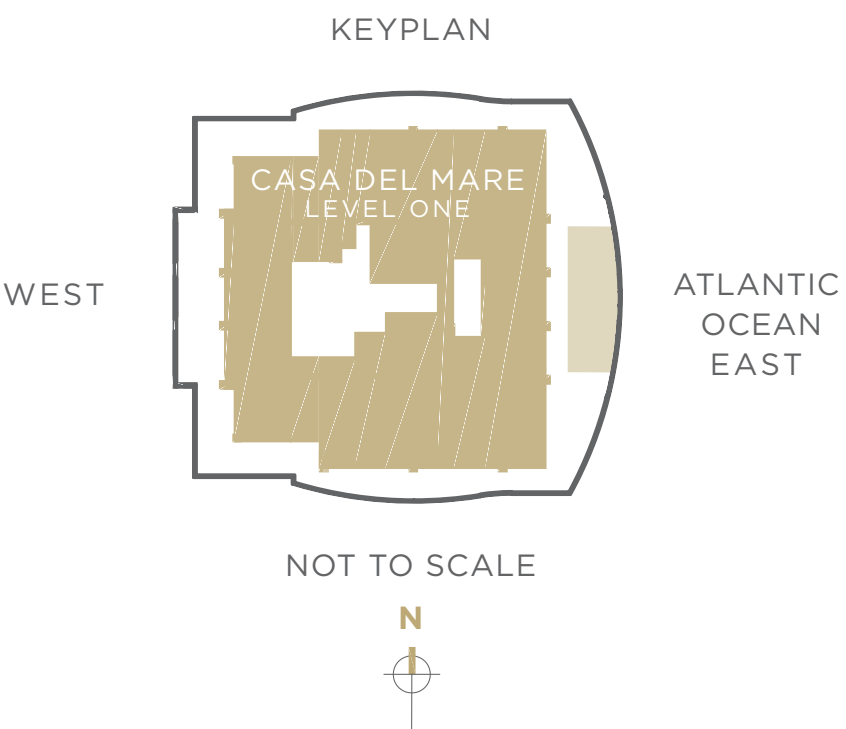 KEYPLAN
CASA DEL MARE
LEVEL ONE
WEST
ATLANTIC
OCEAN
EAST
NOT TO SCALE
N